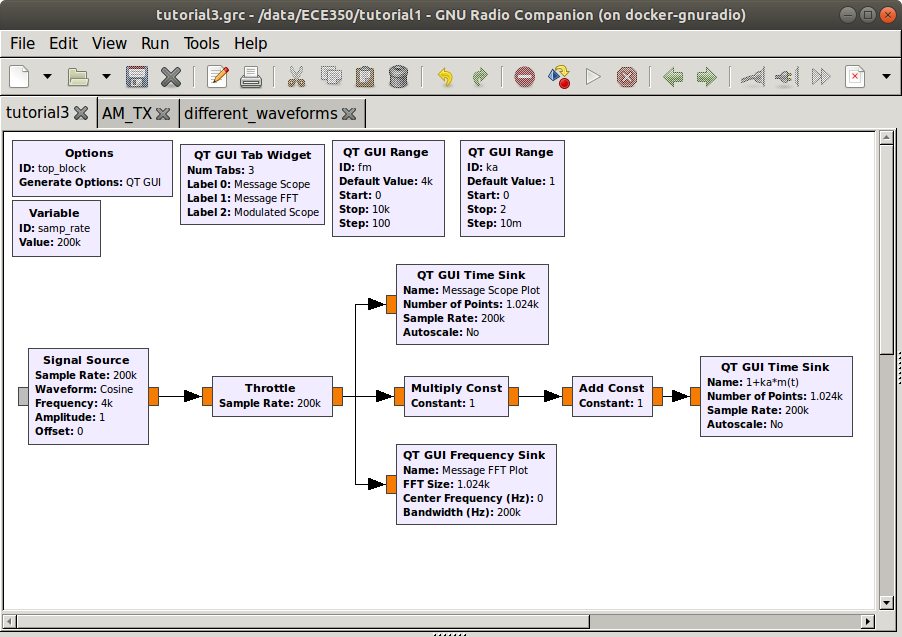 tutorial3.grc - /data/ECE350/tutorial1 - GNU Radio Companion (on docker-gnuradio)
File Edit View Run Tools Help
tutorial3 AM_TX different_waveforms
Options
ID: top_block
Generate Options: QT GUI
Variable
ID: samp_rate
Value: 200k
QT GUI Tab Widget
Num Tabs: 3
Label 0: Message Scope
Label 1: Message FFT
Label 2: Modulated Scope
QT GUI Range
ID: fm
Default Value: 4k
Start: 0
Stop: 10k
Step: 100
QT GUI Range
ID: ka
Default Value: 1
Start: 0
Stop: 2
Step: 10m
QT GUI Time Sink
Name: Message Scope Plot
Number of Points: 1.024k
Sample Rate: 200k
Autoscale: No
Signal Source
Sample Rate: 200k
Waveform: Cosine
Frequency: 4k
Amplitude: 1
Offset: 0
Throttle
Sample Rate: 200k
Multiply Const
Constant: 1
Add Const
Constant: 1
QT GUI Time Sink
Name: 1+ka*m(t)
Number of Points: 1.024k
Sample Rate: 200k
Autoscale: No
QT GUI Frequency Sink
Name: Message FFT Plot
FFT Size: 1.024k
Center Frequency (Hz): 0
Bandwidth (Hz): 200k